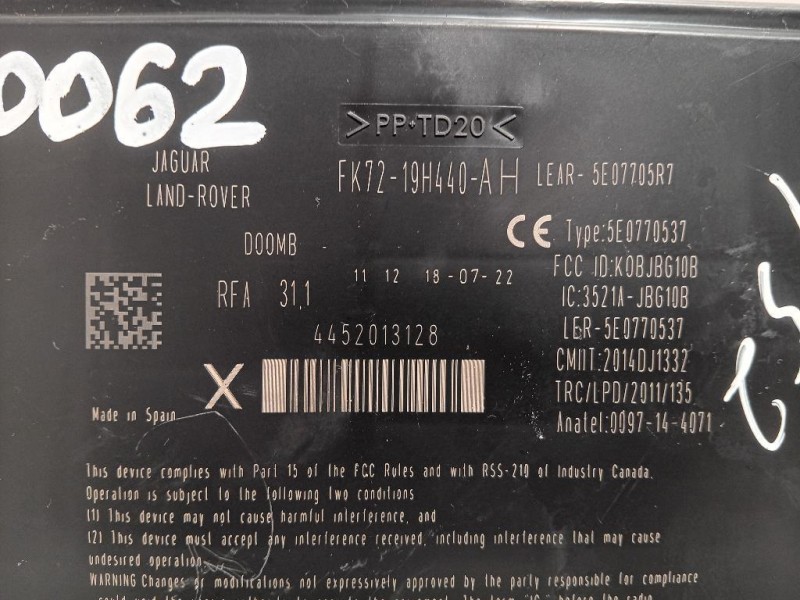 0062
>PP+TD20<
JAGUAR
LAND-ROVER
FK72-19H440-AH LEAR- 5E07705R7
CE Type:5E0770537
D00MB
FCC ID:K0BJBG10B
RFA 31,1
11 12 18-07-22
IC:3521A-JBG10B
LER-5E0770537
4452013128
CMIIT:2014DJ1332
X
TRC/LPD/2011/135
Made in Spain
Anatel:0097-14-4071
This device complies with Part 15 of the FCC Rules and with RSS-210 of Industry Canada.
Operation is subject to the following two conditions
(1) This device may not cause harmful interference, and
(2) This device must accept any interference received, including interference that may cause
undesired operation.
WARNING Changes or modifications not expressively approved by the party responsible for compliance
could void the